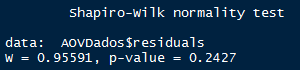 Shapiro-Wilk normality test
data:  AOVDados$residuals
W = 0.95591, p-value = 0.2427